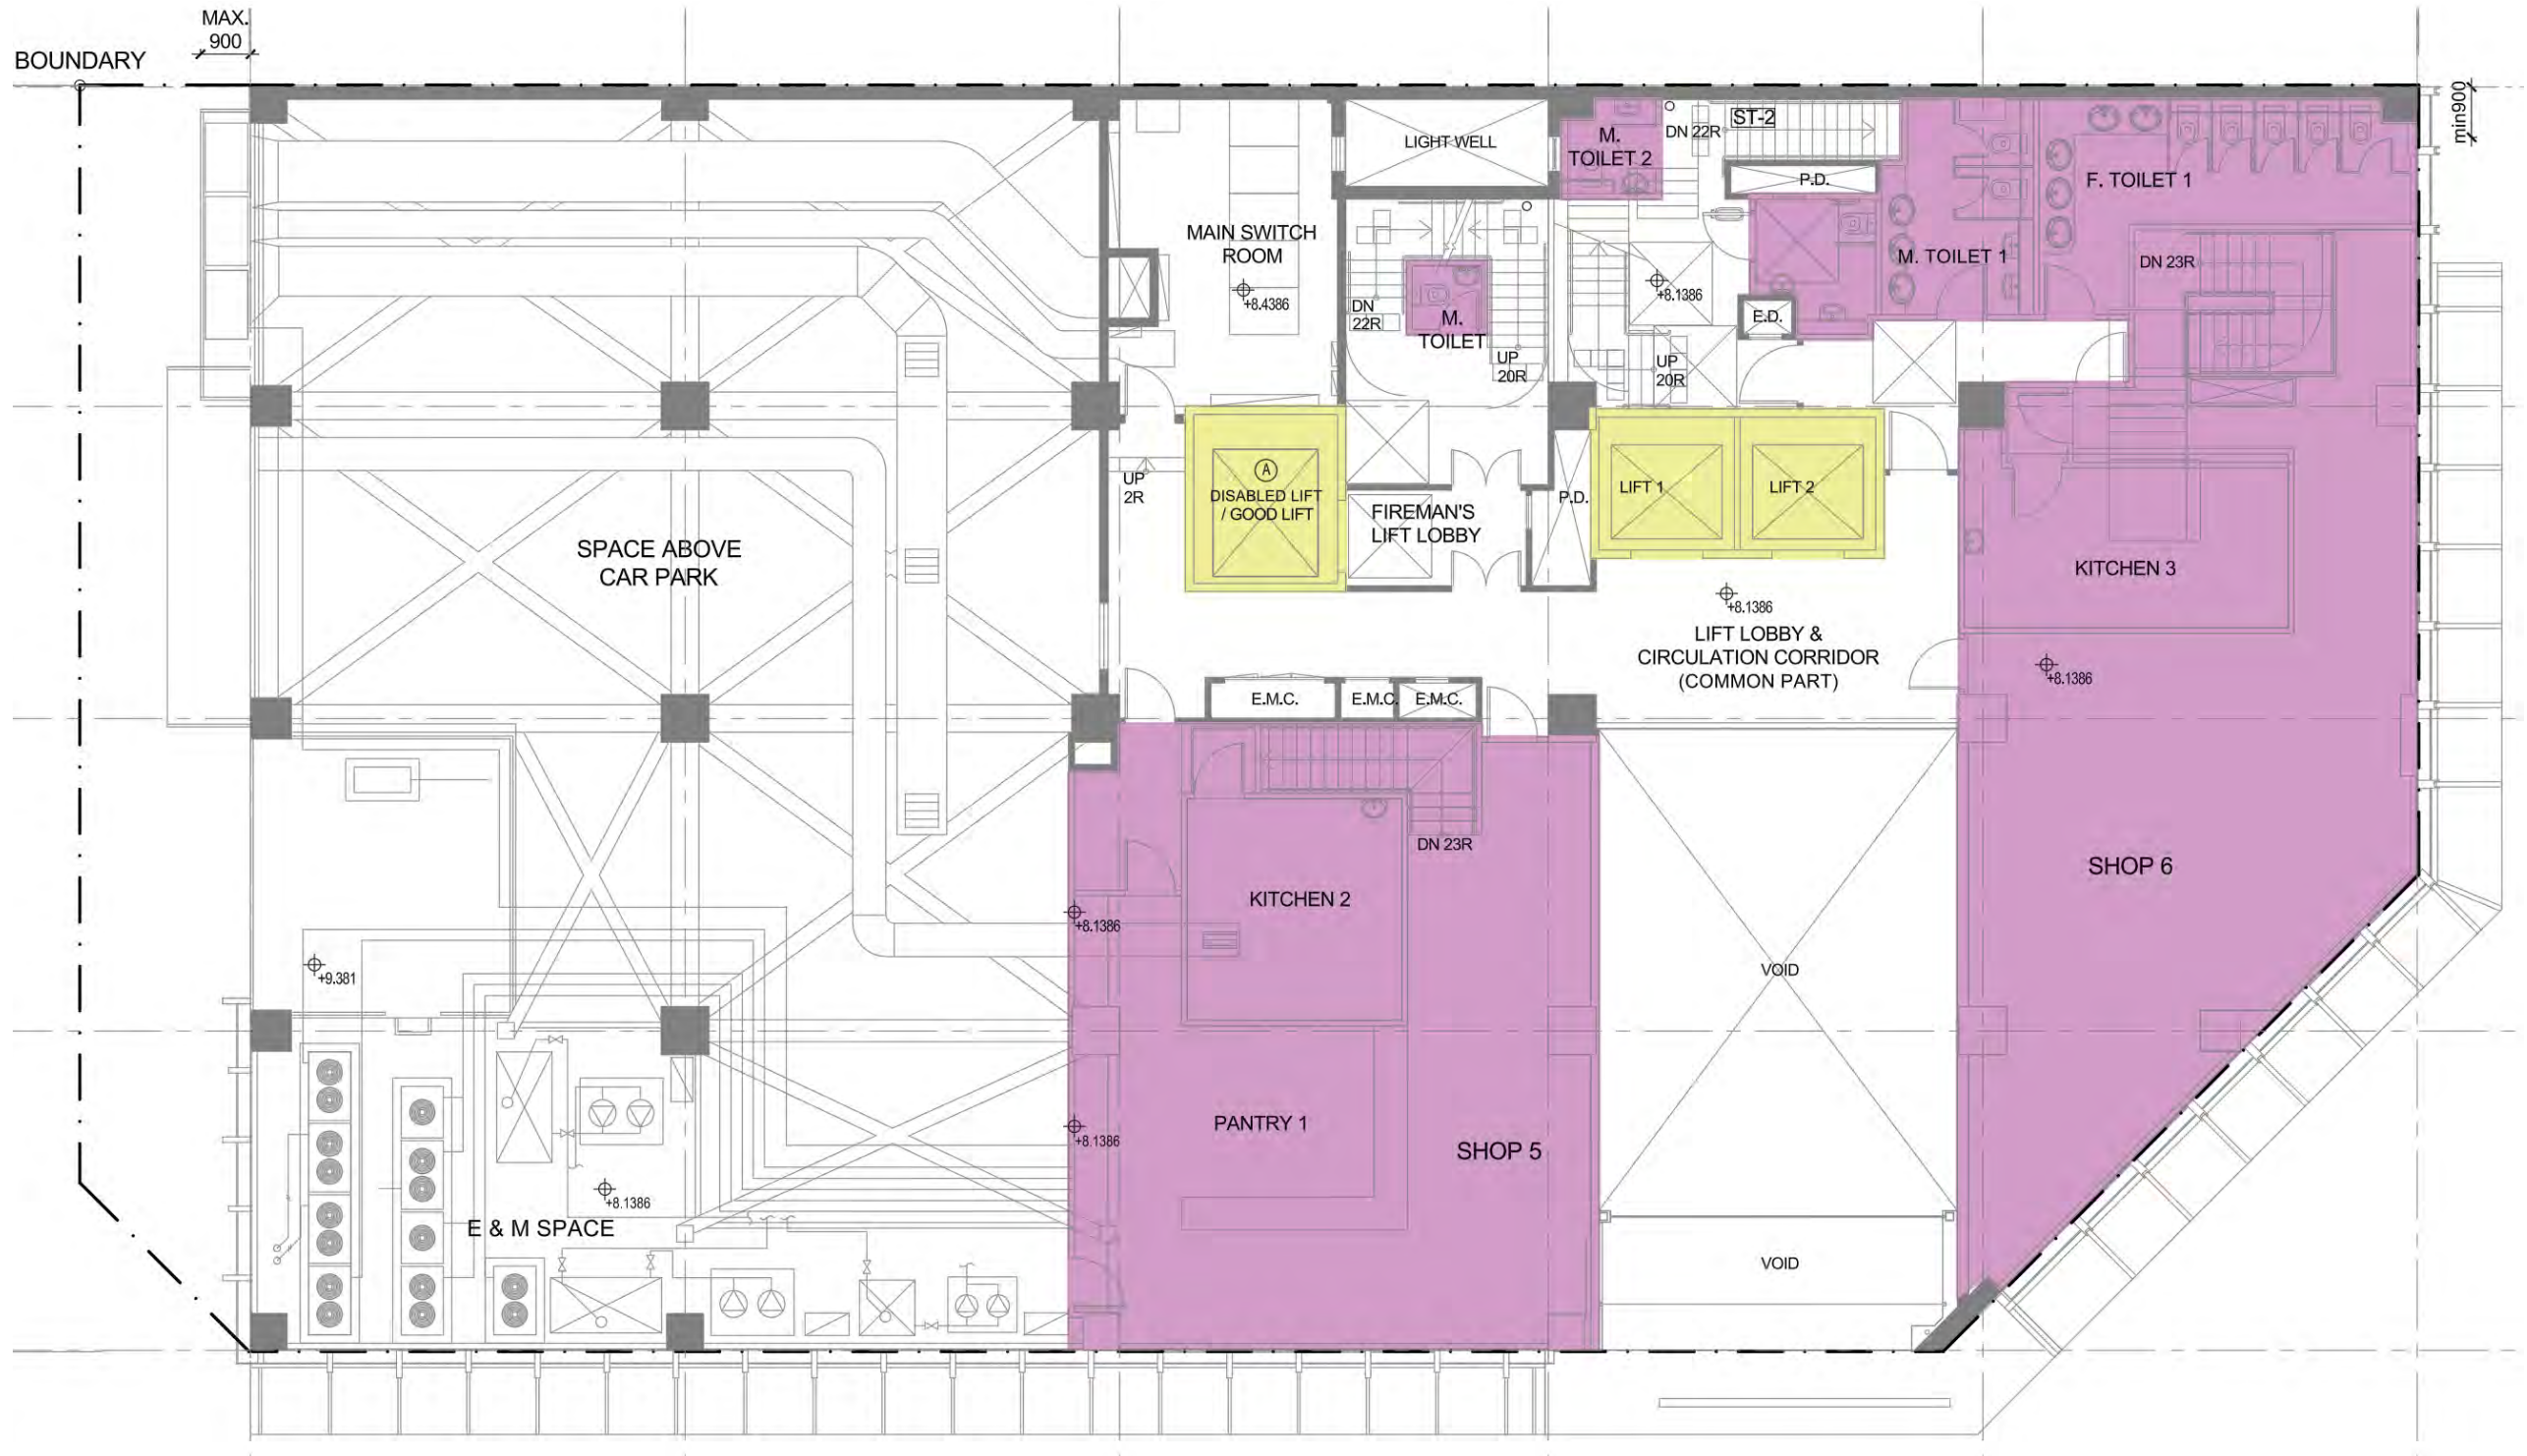 MAX.
900
BOUNDARY
min900
LIGHT WELL
M.
TOILET 2
DN 22R
ST-2
P.D.
F. TOILET 1
MAIN SWITCH
ROOM
+8.4386
DN
22R
M.
TOILET
UP
20R
+8.1386
E.D.
M. TOILET 1
DN 23R
UP
20R
UP
2R
A
DISABLED LIFT
/ GOOD LIFT
FIREMAN'S
LIFT LOBBY
P.D.
LIFT 1
LIFT 2
SPACE ABOVE
CAR PARK
KITCHEN 3
+8.1386
LIFT LOBBY &
CIRCULATION CORRIDOR
(COMMON PART)
+8.1386
E.M.C.
E.M.C.
E.M.C.
DN 23R
SHOP 6
KITCHEN 2
+8.1386
+9.381
VOID
PANTRY 1
+8.1386
SHOP 5
+8.1386
E & M SPACE
VOID